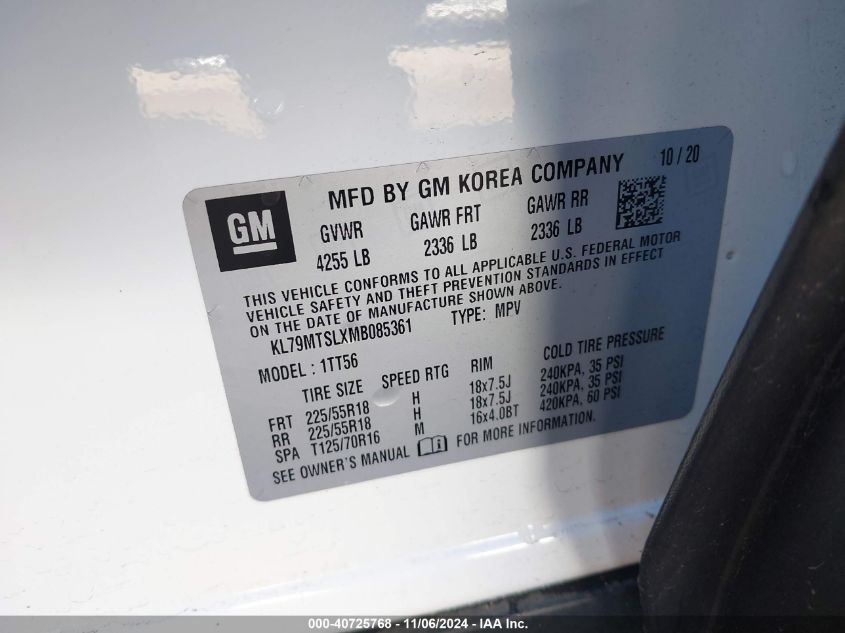 MFD BY GM KOREA COMPANY 10 / 20
GM
GVWR GAWR FRT GAWR RR
4255 LB 2336 LB 2336 LB
THIS VEHICLE CONFORMS TO ALL APPLICABLE U.S. FEDERAL MOTOR
VEHICLE SAFETY AND THEFT PREVENTION STANDARDS IN EFFECT
ON THE DATE OF MANUFACTURE SHOWN ABOVE.
KL79MTSLXMB085361 TYPE: MPV
MODEL : 1TT56
TIRE SIZE SPEED RTG RIM COLD TIRE PRESSURE
FRT 225/55R18 H 18x7.5J 240KPA, 35 PSI
RR 225/55R18 H 18x7.5J 240KPA, 35 PSI
SPA T125/70R16 M 16x4.0BT 420KPA, 60 PSI
SEE OWNER'S MANUAL FOR MORE INFORMATION.
000-40725768 - 11/06/2024 - IAA Inc.